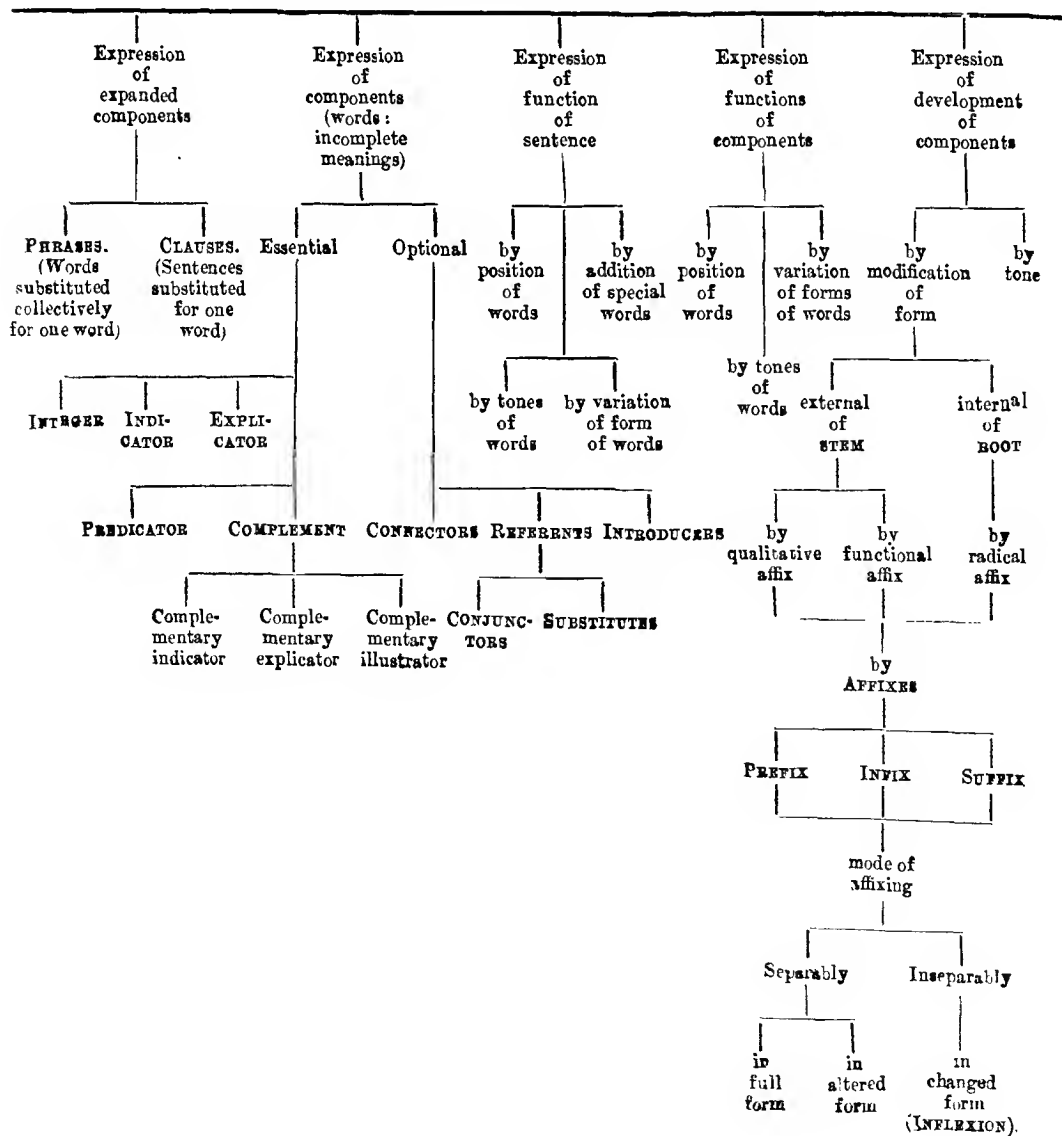 Expression
of
expanded
components
Expression
of
components
(words :
incomplete
meanings)
Expression
of
function
of
sentence
Expression
of
functions
of
components
Expression
of
development
of
components
PHRASES.
(Words
substituted
collectively
for one word)
CLAUSES.
(Sentences
substituted
for one
word)
Essential
Optional
by
position
of
words
by
addition
of special
words
by
position
of
words
by
variation
of forms
of words
by
modification
of
form
by
tone
by tones
of
words
by variation
of form
of words
by tones
of
words
external
of
STEM
internal
of
ROOT
INTEGER
INDI-
CATOR
EXPLI-
CATOR
PREDICATOR
COMPLEMENT
CONNECTORS
REFERENTS
INTRODUCERS
by
qualitative
affix
by
functional
affix
by
radical
affix
Comple-
mentary
indicator
Comple-
mentary
explicator
Comple-
mentary
illustrator
CONJUNC-
TORS
SUBSTITUTES
by
AFFIXES
PREFIX
INFIX
SUFFIX
mode of
affixing
Separably
Inseparably
in
full
form
in
altered
form
in
changed
form
(INFLEXION).